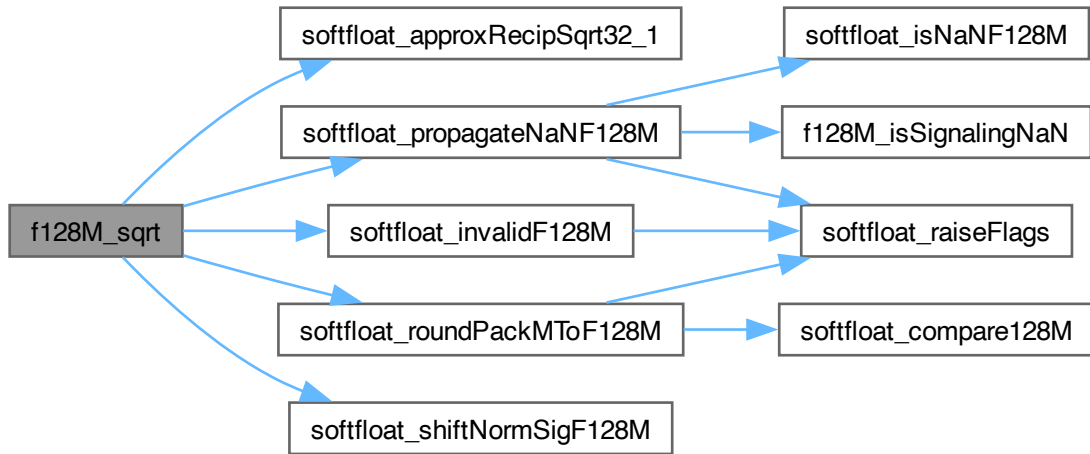 f128M_sqrt
softfloat_approxRecipSqrt32_1
softfloat_propagateNaNF128M
softfloat_invalidF128M
softfloat_roundPackMToF128M
softfloat_shiftNormSigF128M
softfloat_isNaNF128M
f128M_isSignalingNaN
softfloat_raiseFlags
softfloat_compare128M